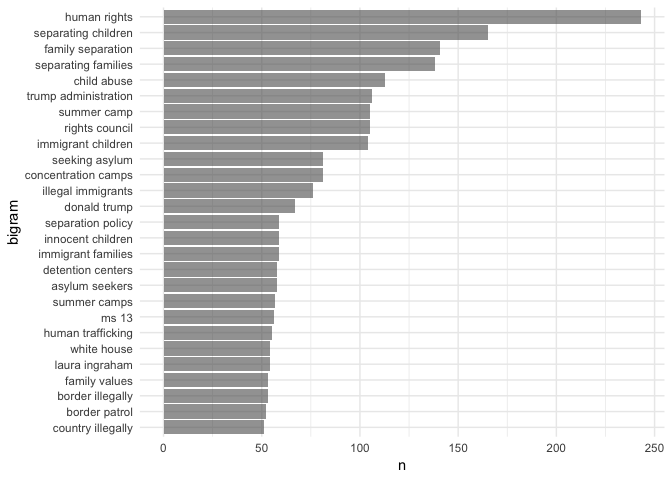 human rights
separating children
family separation
separating families
child abuse
trump administration
summer camp
rights council
immigrant children
seeking asylum
concentration camps
illegal immigrants
donald trump
separation policy
innocent children
immigrant families
detention centers
asylum seekers
summer camps
ms 13
human trafficking
white house
laura ingraham
family values
border illegally
border patrol
country illegally
bigram
0 50 100 150 200 250
n